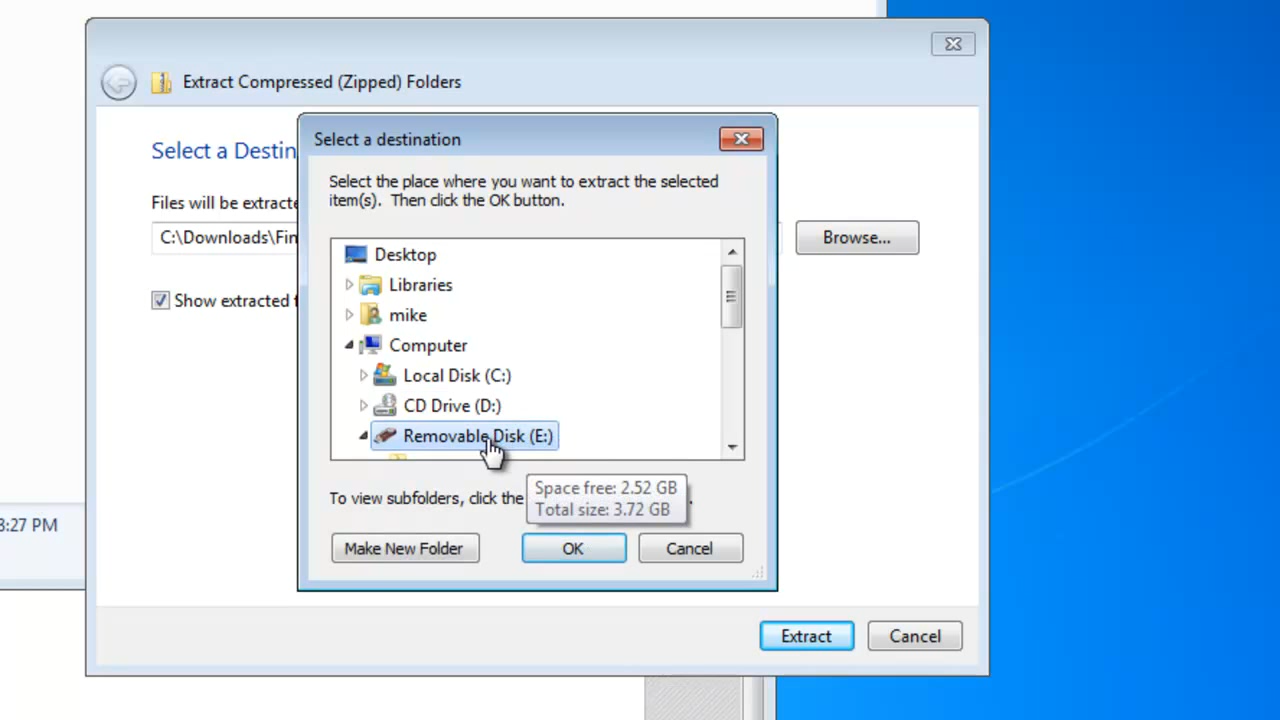 Extract Compressed (Zipped) Folders
Select a Destin
Files will be extracte
C:\Downloads\Fin
Browse...
Show extracted f
Select a destination
Select the place where you want to extract the selected
item(s). Then click the OK button.
Desktop
Libraries
mike
Computer
Local Disk (C:)
CD Drive (D:)
Removable Disk (E:)
To view subfolders, click the
Space free: 2.52 GB
Total size: 3.72 GB
Make New Folder
OK
Cancel
Extract
Cancel
:27 PM